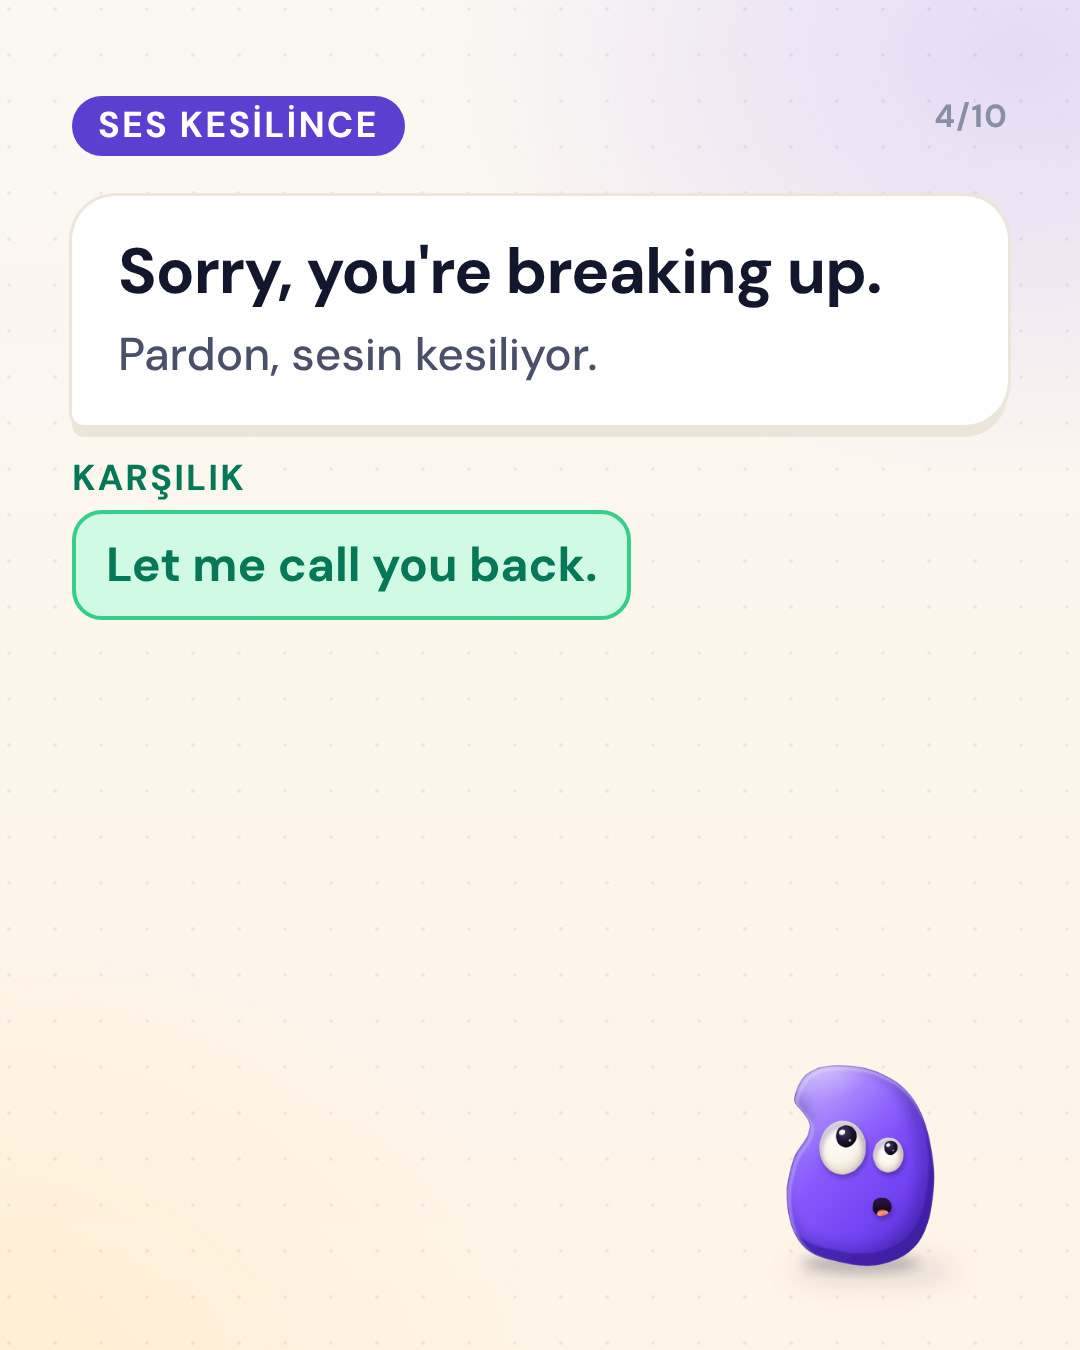 SES KESİLİNCE
4/10
Sorry, you're breaking up.
Pardon, sesin kesiliyor.
KARŞILIK
Let me call you back.